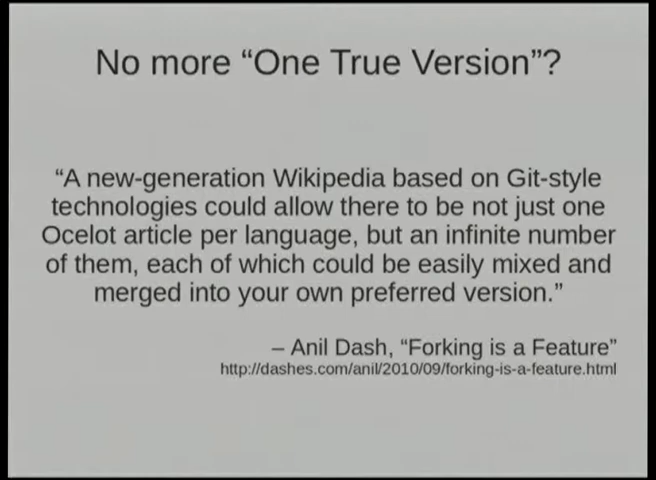 No more “One True Version”?
“A new-generation Wikipedia based on Git-style
technologies could allow there to be not just one
Ocelot article per language, but an infinite number
of them, each of which could be easily mixed and
merged into your own preferred version.”
– Anil Dash, “Forking is a Feature”
http://dashes.com/anil/2010/09/forking-is-a-feature.html